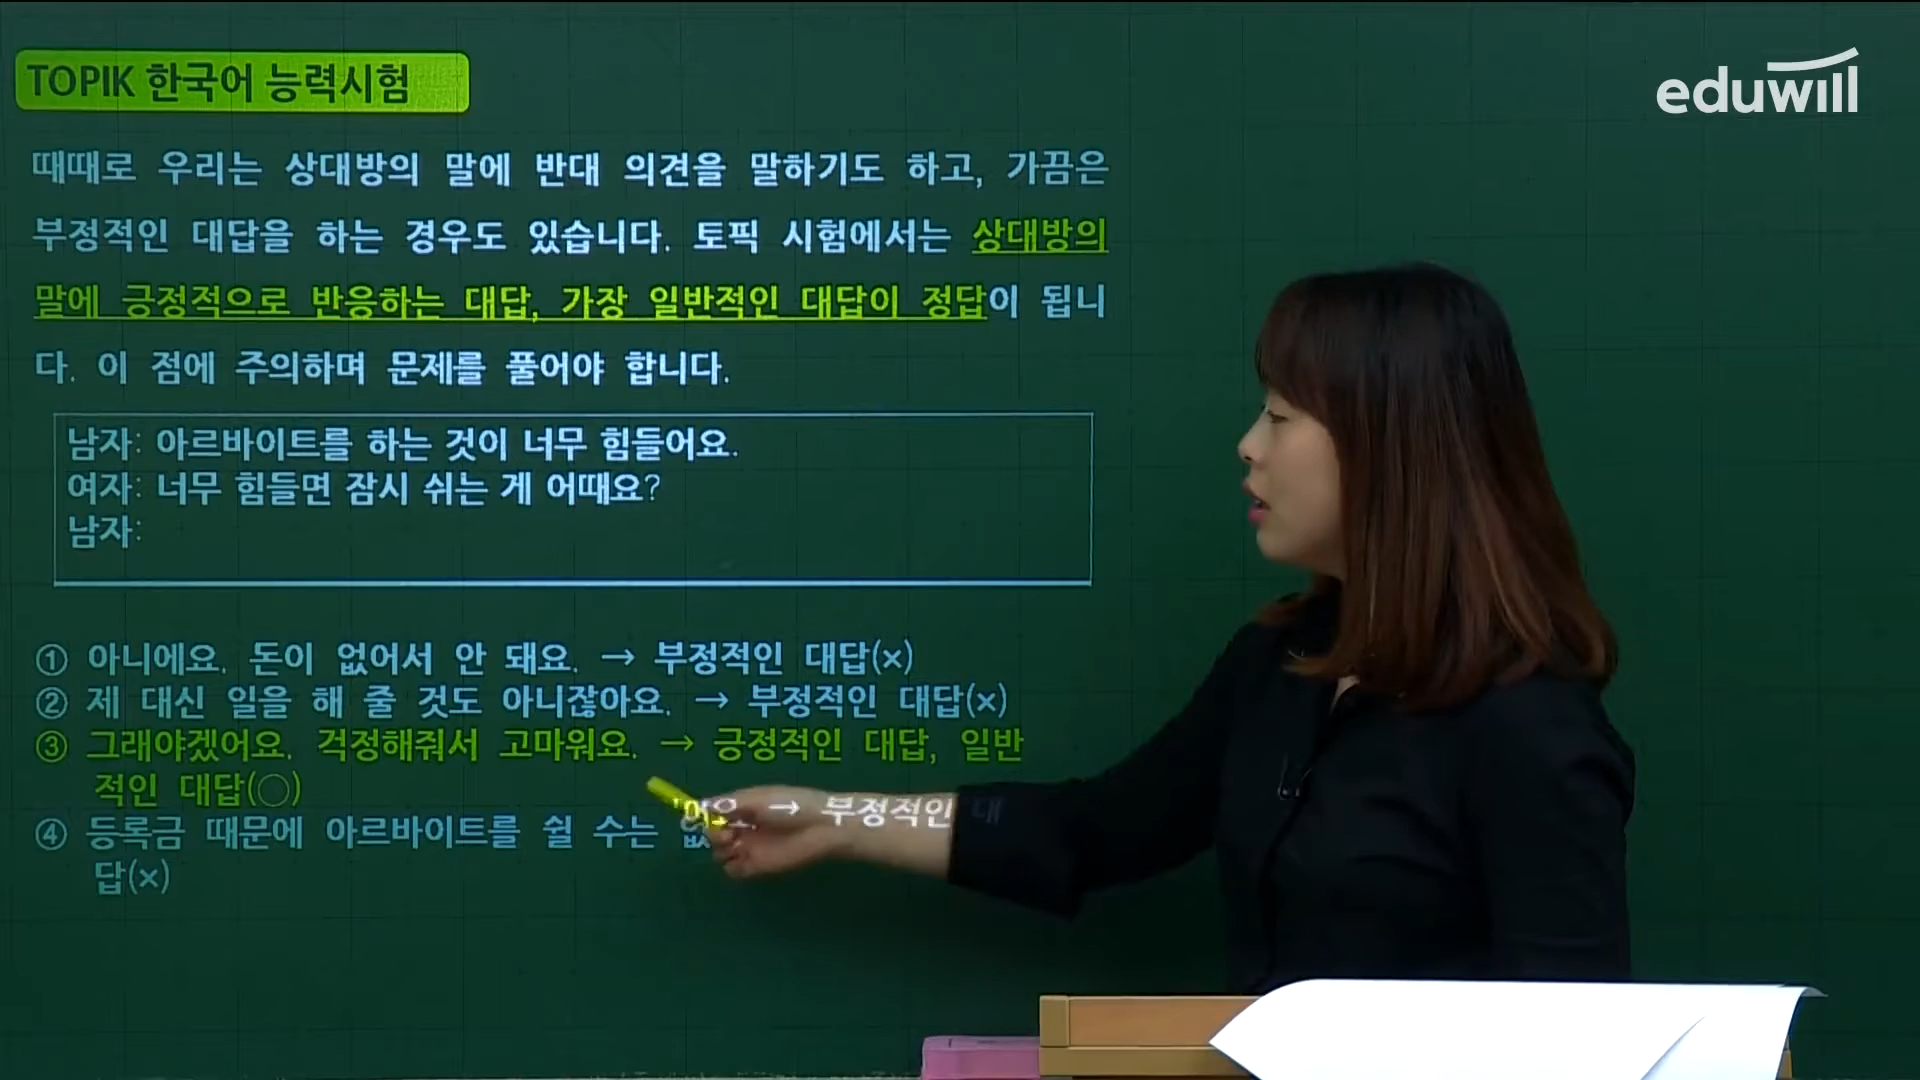 TOPIK 한국어 능력시험
eduwill
때때로 우리는 상대방의 말에 반대 의견을 말하기도 하고, 가끔은
부정적인 대답을 하는 경우도 있습니다. 토픽 시험에서는 상대방의
말에 긍정적으로 반응하는 대답, 가장 일반적인 대답이 정답이 됩니
다. 이 점에 주의하며 문제를 풀어야 합니다.
남자: 아르바이트를 하는 것이 너무 힘들어요.
여자: 너무 힘들면 잠시 쉬는 게 어때요?
남자:
① 아니에요. 돈이 없어서 안 돼요. → 부정적인 대답(×)
② 제 대신 일을 해 줄 것도 아니잖아요. → 부정적인 대답(×)
③ 그래야겠어요. 걱정해줘서 고마워요. → 긍정적인 대답, 일반
적인 대답(○)
④ 등록금 때문에 아르바이트를 쉴 수는 → 부정적인 대
답(×)